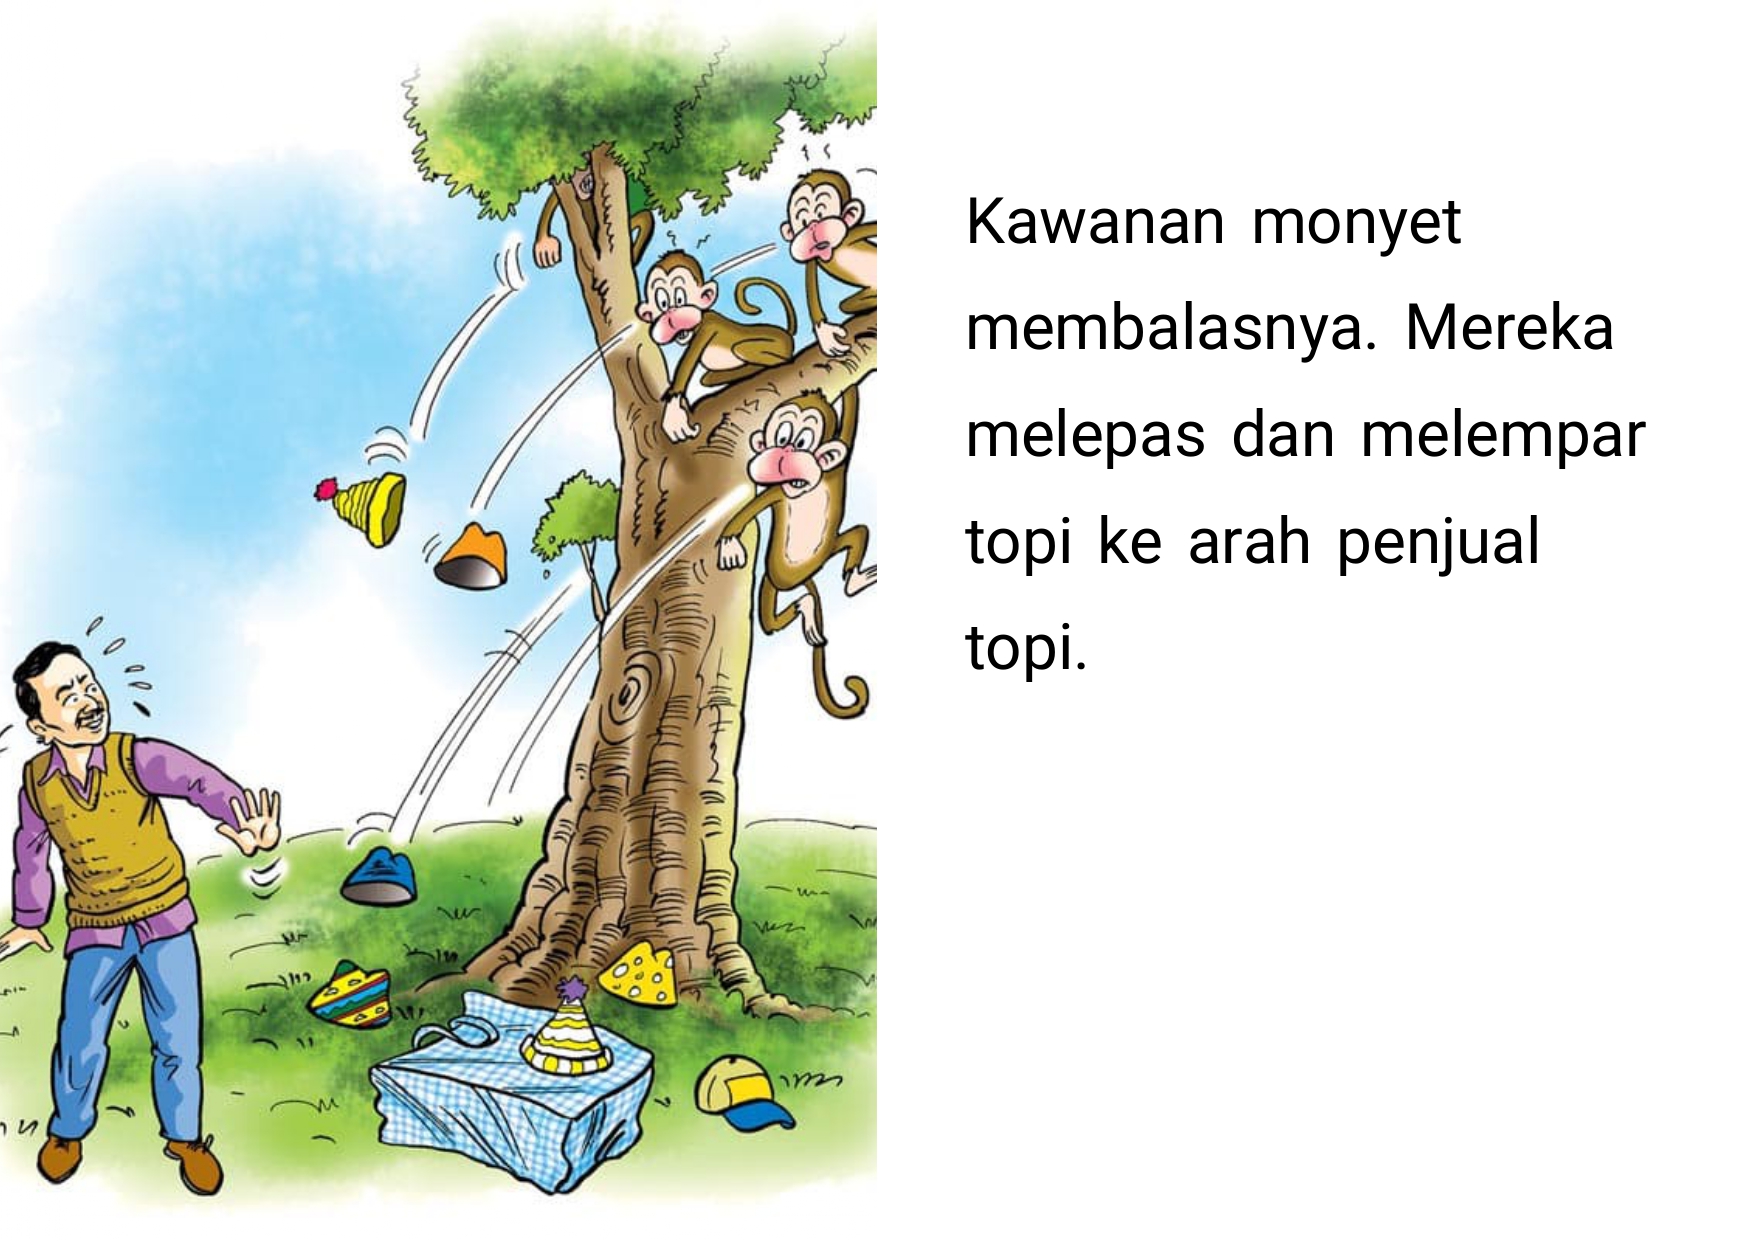 Kawanan monyet
membalasnya. Mereka
melepas dan melempar
topi ke arah penjual
topi.